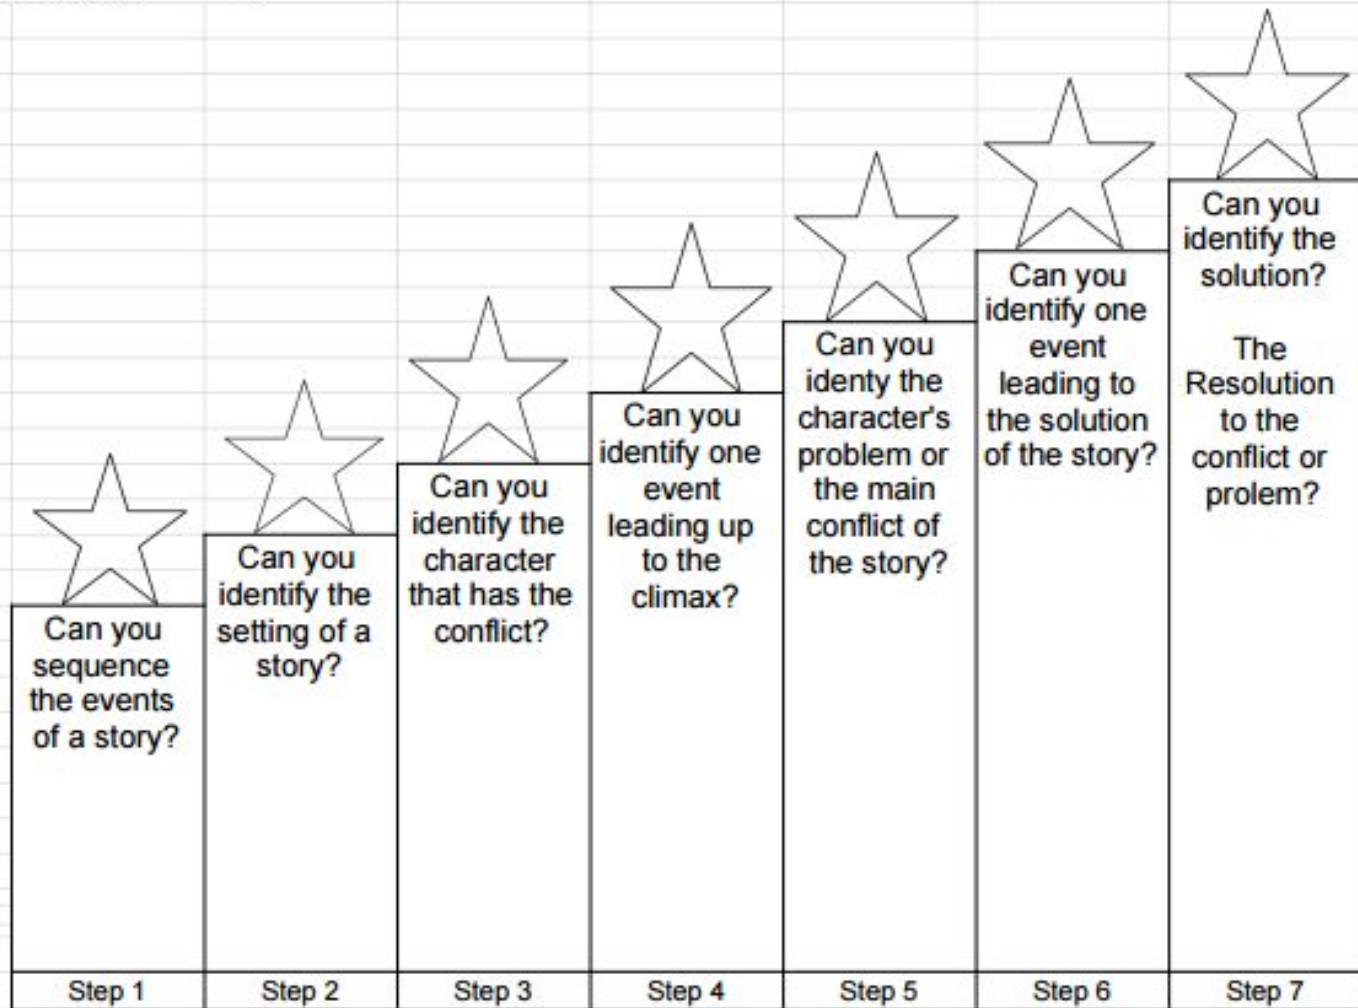 Can you
sequence
the events
of a story?
Step 1
Can you
identify the
setting of a
story?
Step 2
Can you
identify the
character
that has the
conflict?
Step 3
Can you
identify one
event
leading up
to the
climax?
Step 4
Can you
identy the
character's
problem or
the main
conflict of
the story?
Step 5
Can you
identify one
event
leading to
the solution
of the story?
Step 6
Can you
identify the
solution?
The
Resolution
to the
conflict or
prolem?
Step 7